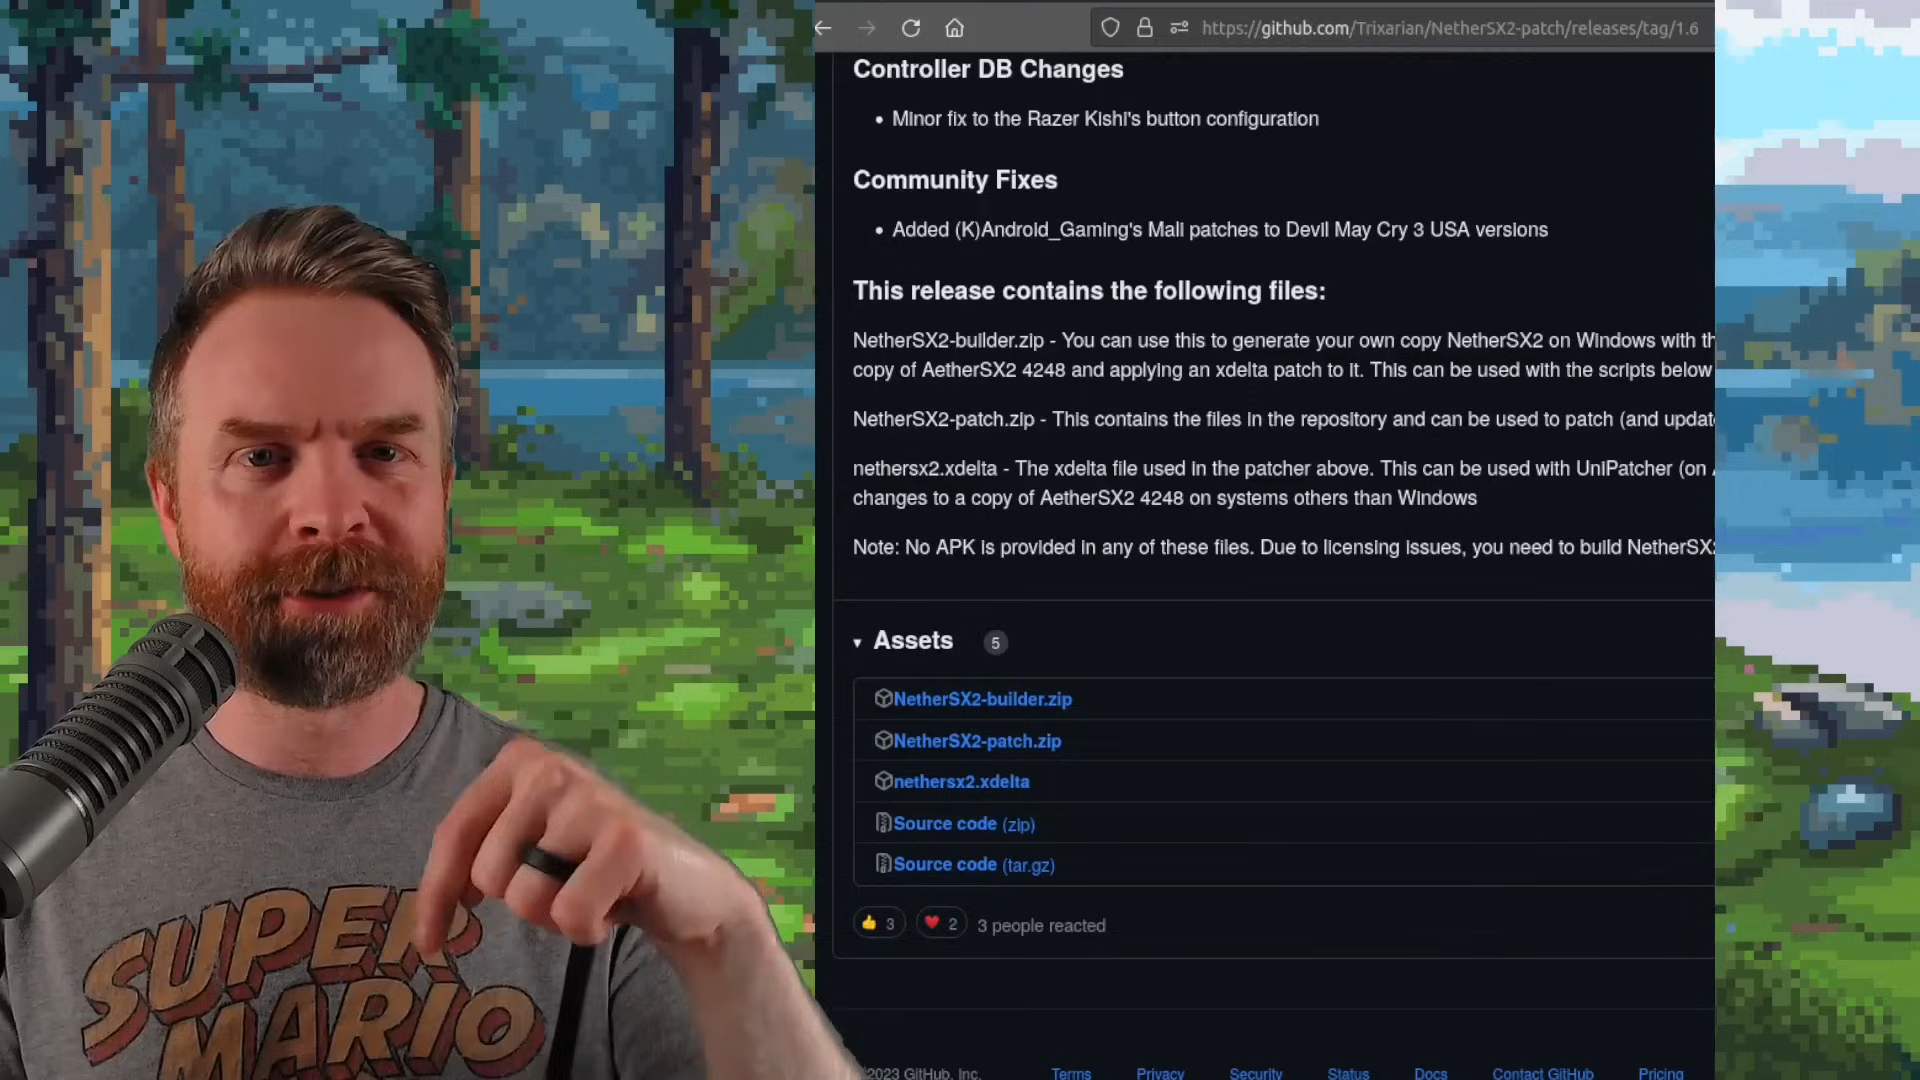 https://github.com/Trixarian/NetherSX2-patch/releases/tag/1.6
Controller DB Changes
• Minor fix to the Razer Kishi's button configuration
Community Fixes
• Added (K)Android_Gaming's Mali patches to Devil May Cry 3 USA versions
This release contains the following files:
NetherSX2-builder.zip - You can use this to generate your own copy NetherSX2 on Windows with
copy of AetherSX2 4248 and applying an xdelta patch to it. This can be used with the scripts below
NetherSX2-patch.zip - This contains the files in the repository and can be used to patch (and
nethersx2.xdelta - The xdelta file used in the patcher above. This can be used with UniPatcher (on
changes to a copy of AetherSX2 4248 on systems others than Windows
Note: No APK is provided in any of these files. Due to licensing issues, you need to build
Assets 5
NetherSX2-builder.zip
NetherSX2-patch.zip
nethersx2.xdelta
Source code (zip)
Source code (tar.gz)
3 2 3 people reacted
2023 GitHub, Inc. Terms Privacy Security Status Docs Contact GitHub Pricing
SUPER
MARIO